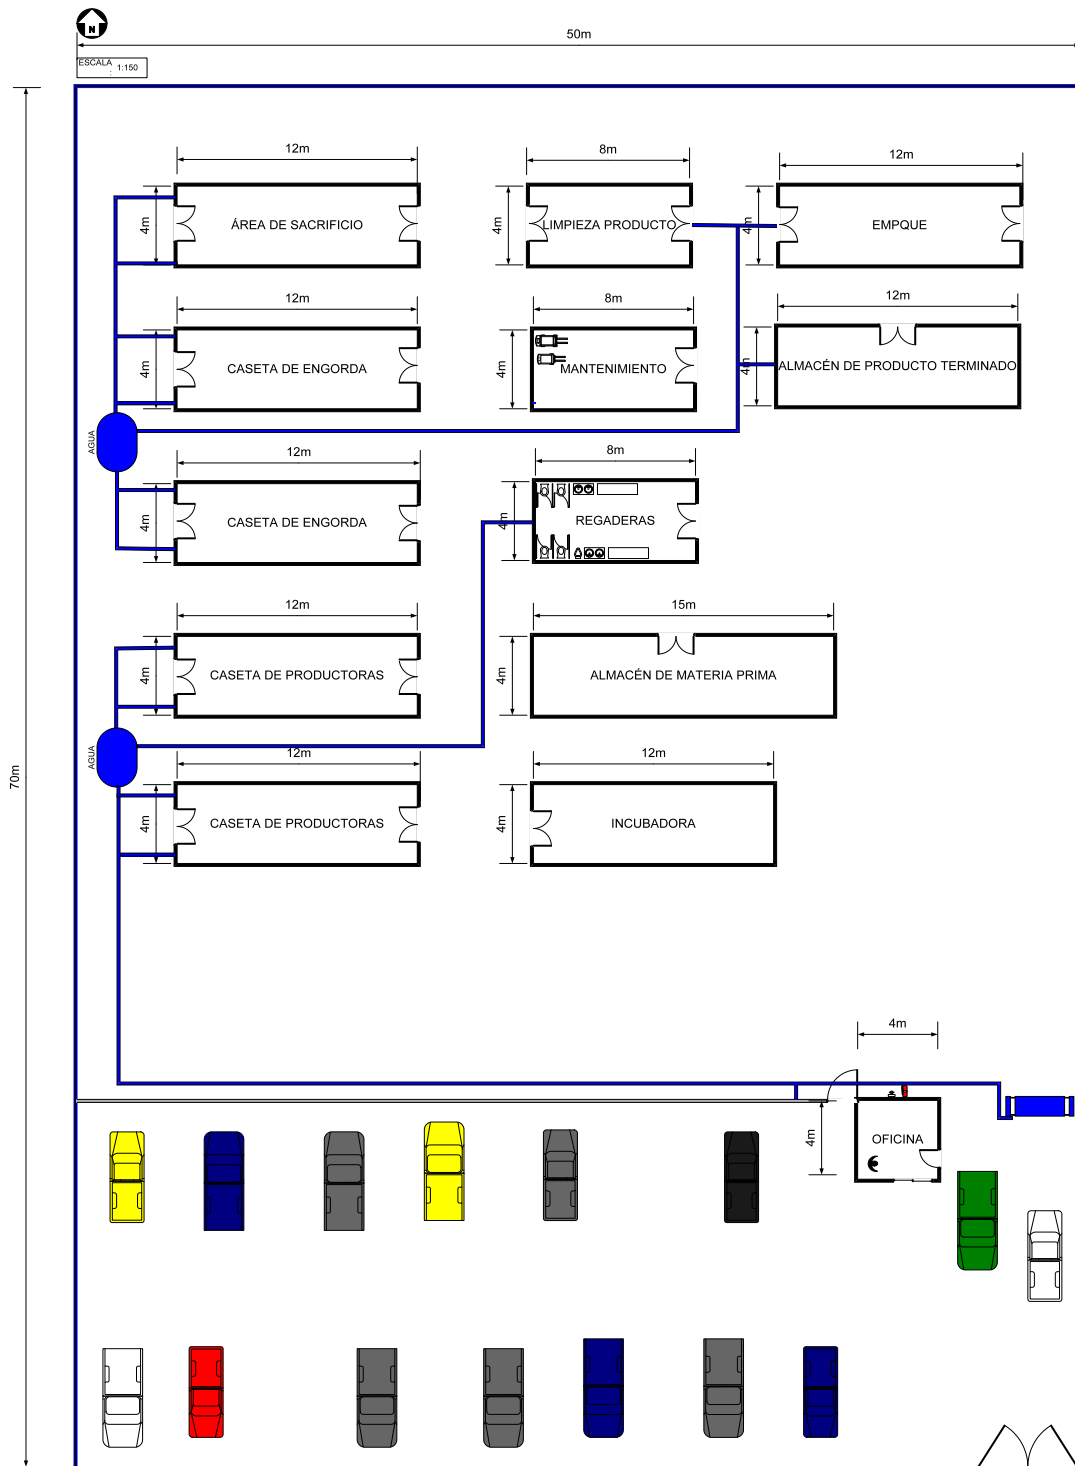 N
50m
ESCALA
: 1:150
12m
8m
12m
4m
ÁREA DE SACRIFICIO
4m
LIMPIEZA PRODUCTO
4m
EMPQUE
12m
8m
12m
4m
CASETA DE ENGORDA
4m
MANTENIMIENTO
4m
ALMACÉN DE PRODUCTO TERMINADO
AGUA
12m
8m
4m
CASETA DE ENGORDA
4m
REGADERAS
12m
15m
4m
CASETA DE PRODUCTORAS
4m
ALMACÉN DE MATERIA PRIMA
AGUA
12m
12m
70m
4m
CASETA DE PRODUCTORAS
4m
INCUBADORA
4m
4m
OFICINA